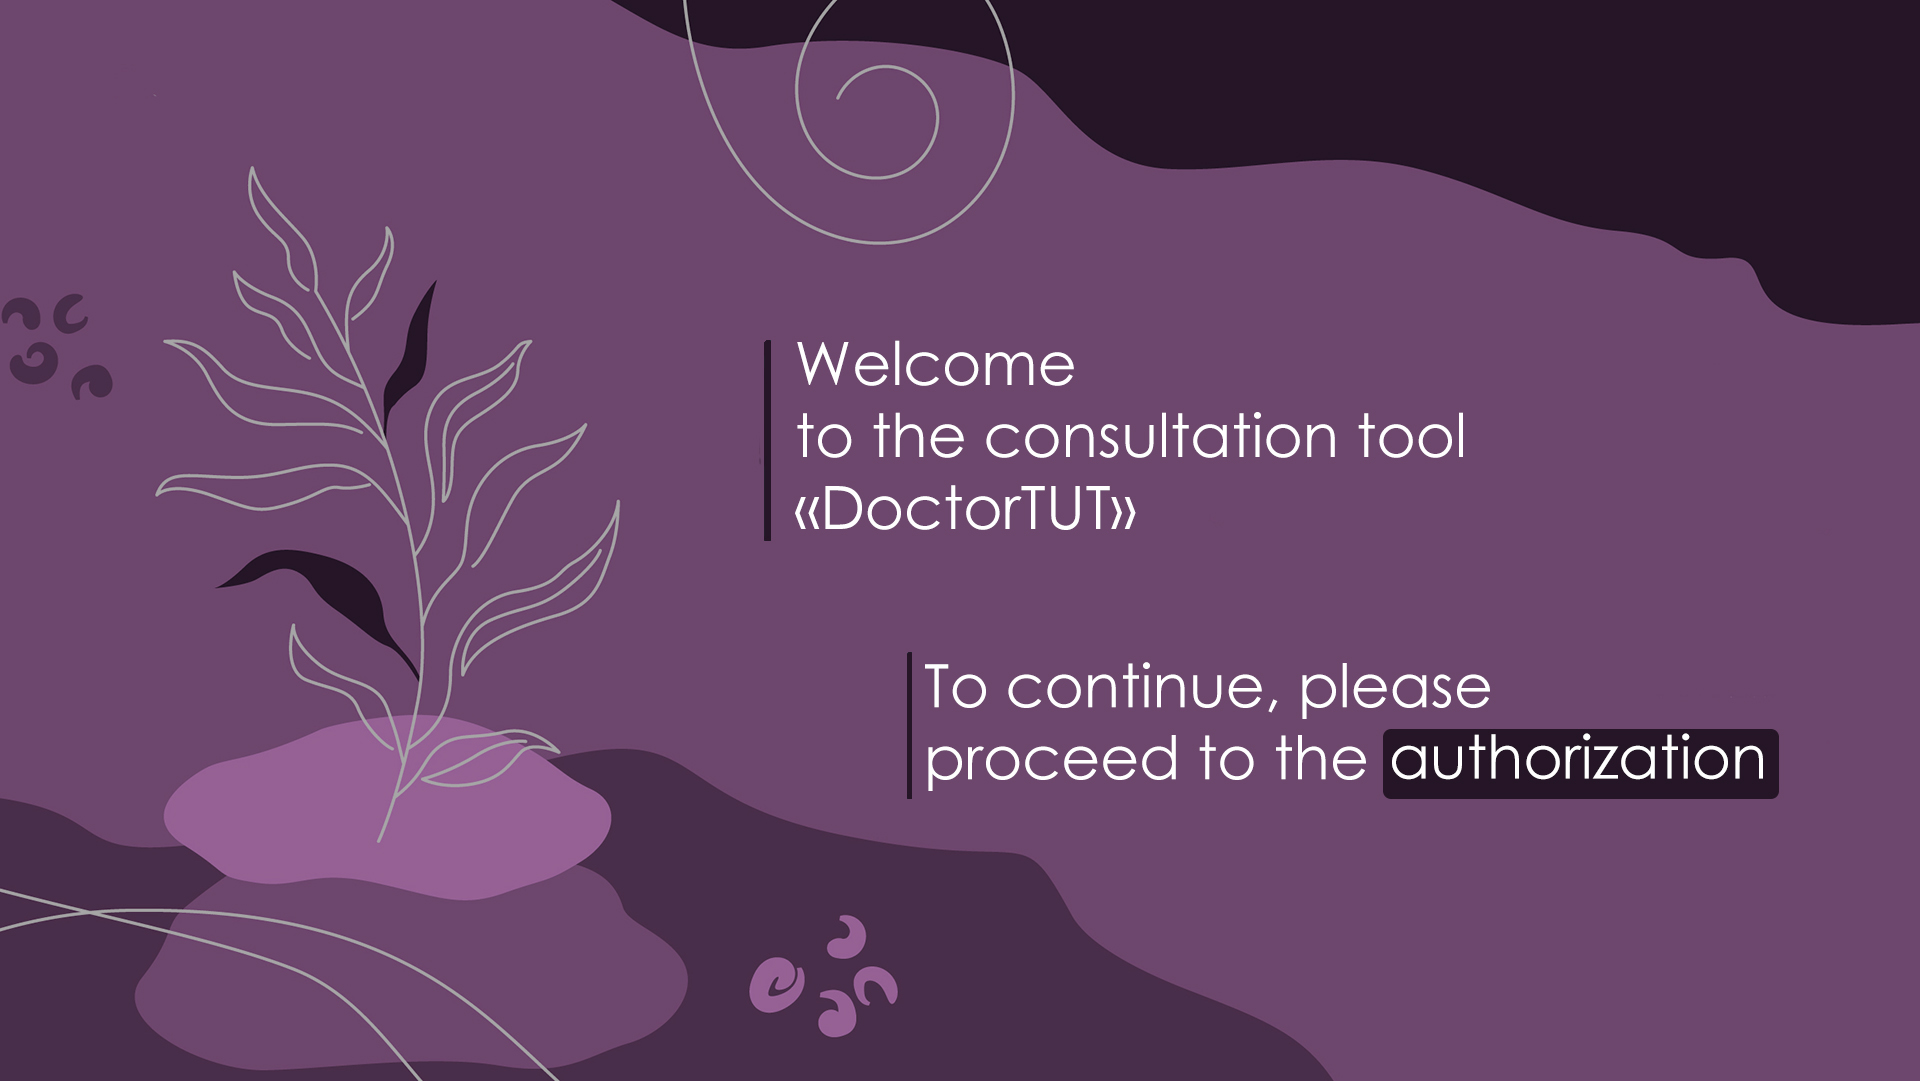 Welcome
to the consultation tool
«DoctorTUT»
To continue, please
proceed to the authorization